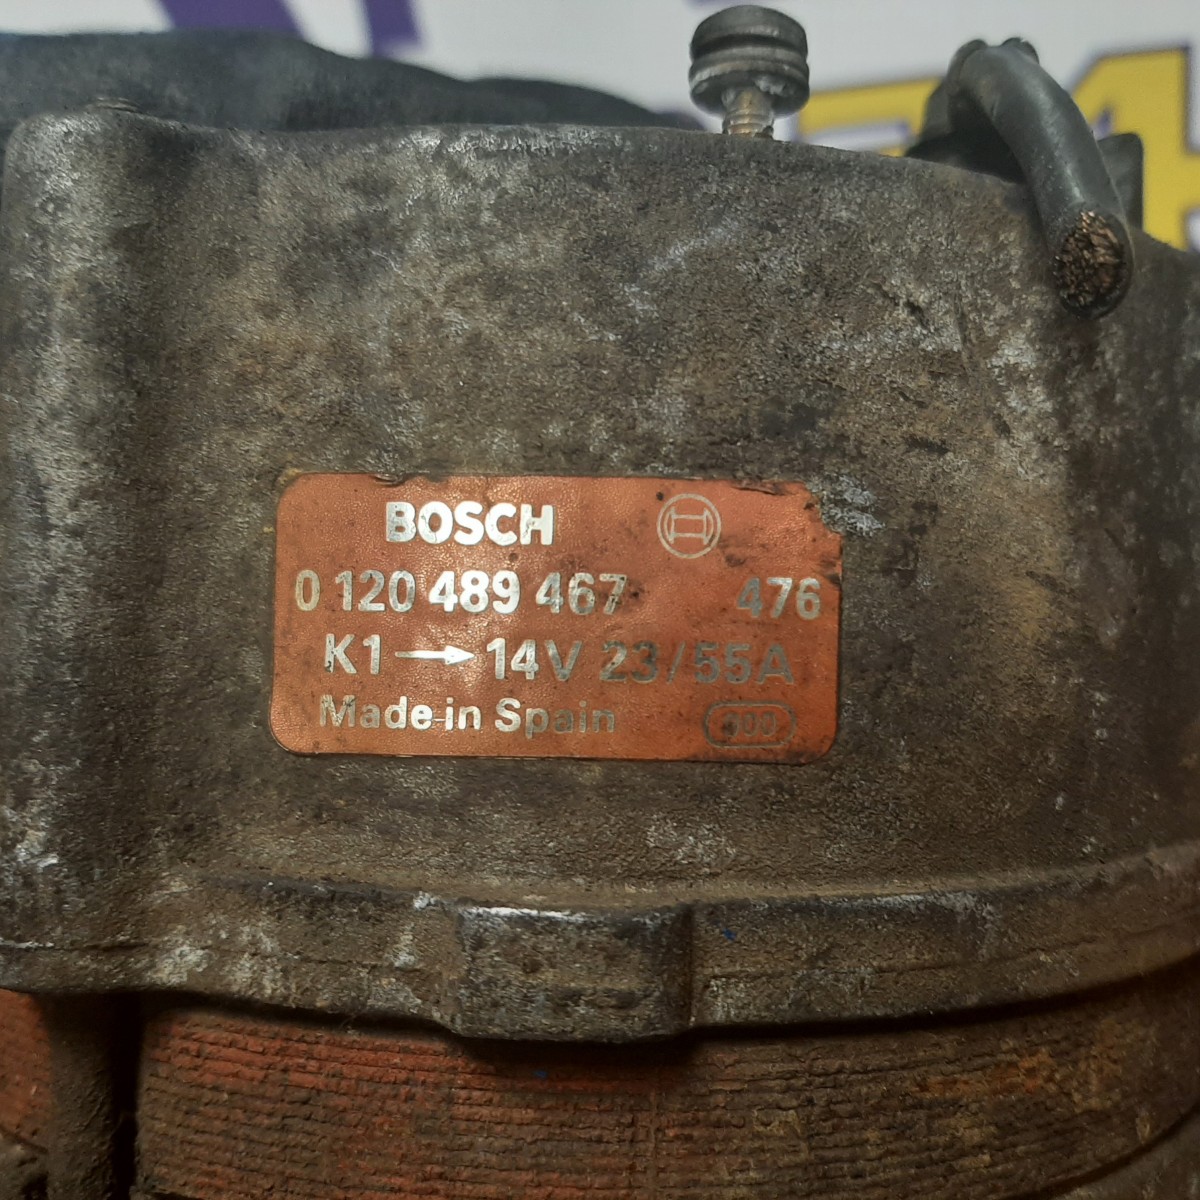 BOSCH
0 120 489 467 476
K1 → 14V 23/55A
Made in Spain